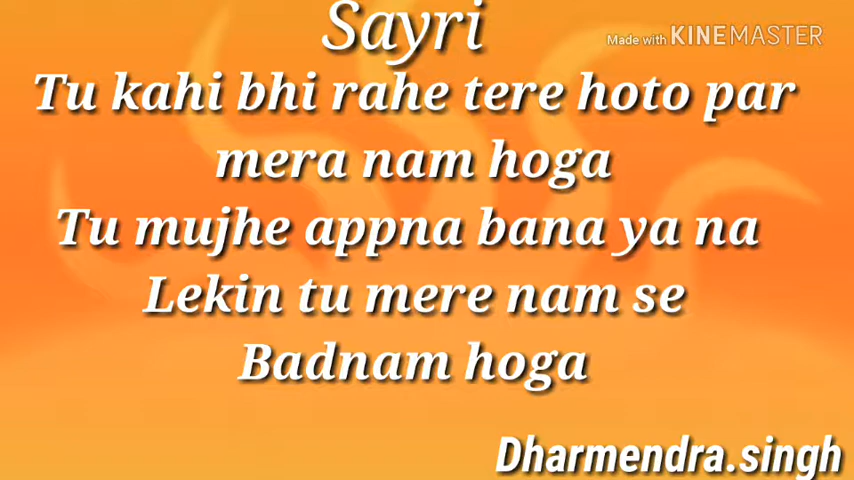 Sayri
Made with KINEMASTER
Tu kahi bhi rahe tere hoto par
mera nam hoga
Tu mujhe appna bana ya na
Lekin tu mere nam se
Badnam hoga
Dharmendra.singh